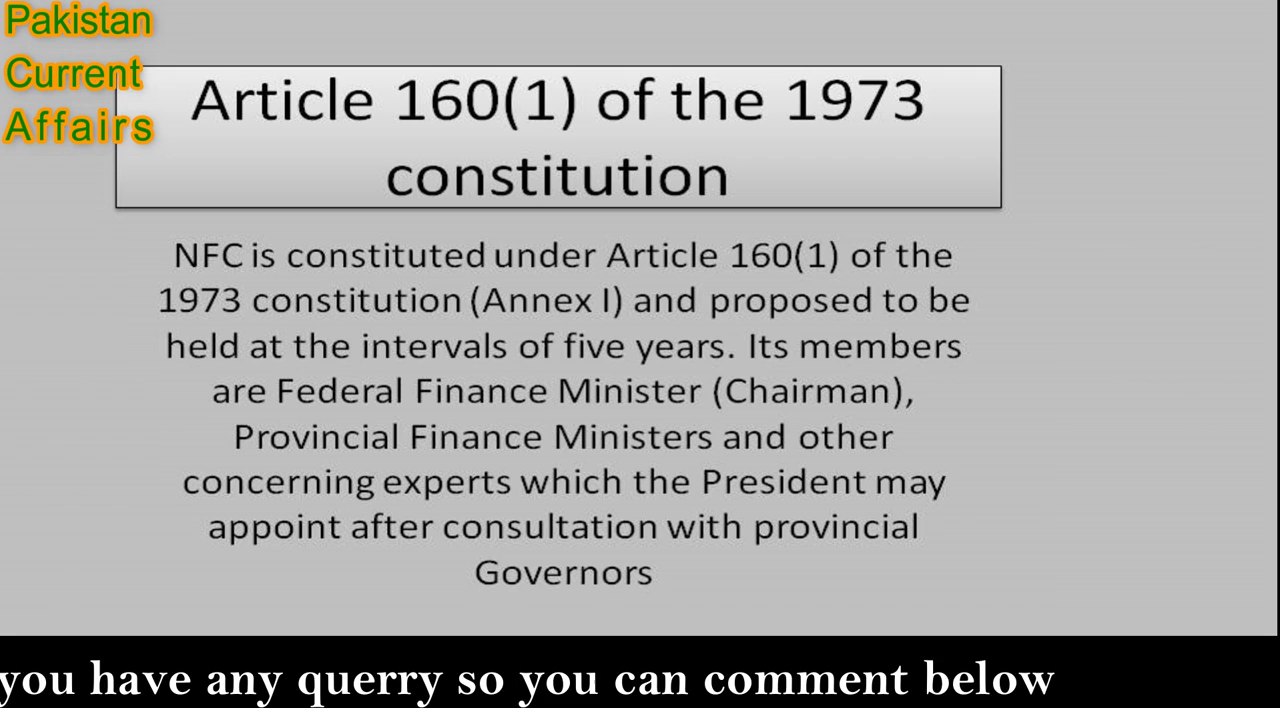 Pakistan
Current
Affairs
Article 160(1) of the 1973
constitution
NFC is constituted under Article 160(1) of the
1973 constitution (Annex I) and proposed to be
held at the intervals of five years. Its members
are Federal Finance Minister (Chairman),
Provincial Finance Ministers and other
concerning experts which the President may
appoint after consultation with provincial
Governors
you have any querry so you can comment below